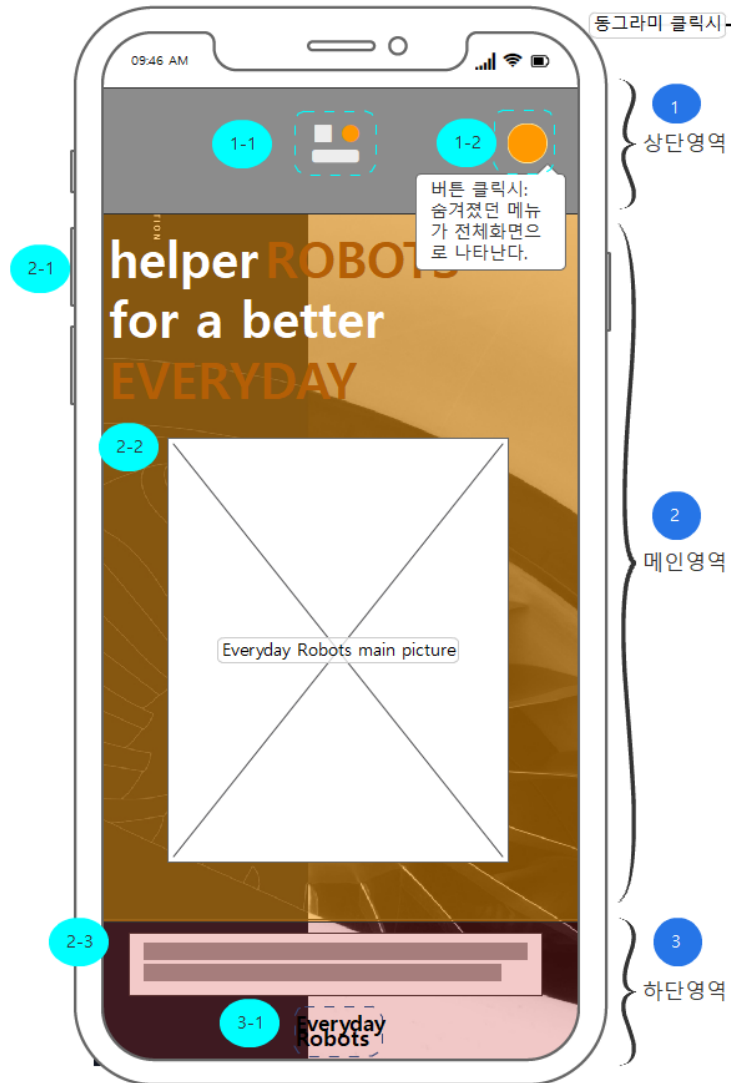 동그라미 클릭시
09:46 AM
1
상단영역
1-1
1-2
버튼 클릭시:
숨겨졌던 메뉴
가 전체화면으
로 나타난다.
TION
2-1
helper ROBOTS
for a better
EVERYDAY
2-2
2
메인영역
Everyday Robots main picture
2-3
3
하단영역
3-1
Everyday
Robots